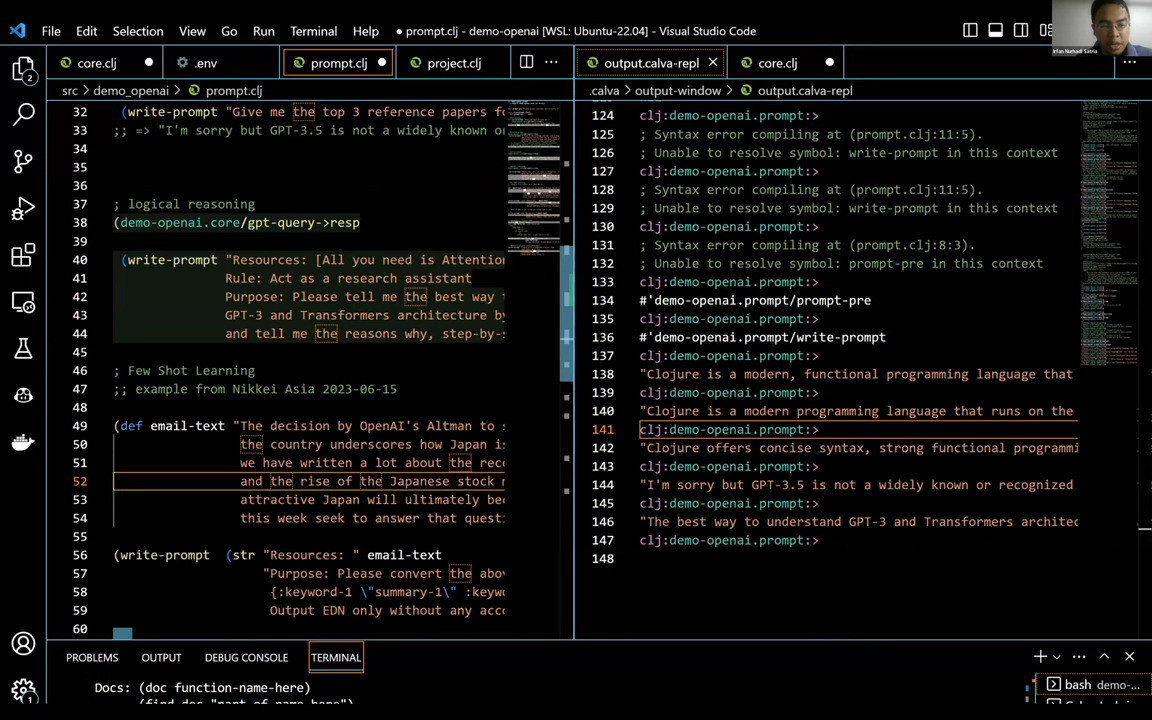 File Edit Selection View Go Run Terminal Help ● prompt.clj - demo-openai [WSL: Ubuntu-22.04] - Visual Studio Code
core.clj .env prompt.clj project.clj output.calva-repl core.clj
src > demo_openai > prompt.clj
.calva > output-window > output.calva-repl
32 (write-prompt "Give me the top 3 reference papers fo
33 ;; => "I'm sorry but GPT-3.5 is not a widely known or
34
35
36
37 ; logical reasoning
38 (demo-openai.core/gpt-query->resp
39
40 (write-prompt "Resources: [All you need is Attention
41 Rule: Act as a research assistant
42 Purpose: Please tell me the best way t
43 GPT-3 and Transformers architecture by
44 and tell me the reasons why, step-by-s
45
46 ; Few Shot Learning
47 ;; example from Nikkei Asia 2023-06-15
48
49 (def email-text "The decision by OpenAI's Altman to s
50 the country underscores how Japan is
51 we have written a lot about the rece
52 and the rise of the Japanese stock m
53 attractive Japan will ultimately bec
54 this week seek to answer that questi
55
56 (write-prompt (str "Resources: " email-text
57 "Purpose: Please convert the abov
58 {:keyword-1 \"summary-1\" :keyw
59 Output EDN only without any acco
60
124 clj:demo-openai.prompt:>
125 ; Syntax error compiling at (prompt.clj:11:5).
126 ; Unable to resolve symbol: write-prompt in this context
127 clj:demo-openai.prompt:>
128 ; Syntax error compiling at (prompt.clj:11:5).
129 ; Unable to resolve symbol: write-prompt in this context
130 clj:demo-openai.prompt:>
131 ; Syntax error compiling at (prompt.clj:8:3).
132 ; Unable to resolve symbol: prompt-pre in this context
133 clj:demo-openai.prompt:>
134 #'demo-openai.prompt/prompt-pre
135 clj:demo-openai.prompt:>
136 #'demo-openai.prompt/write-prompt
137 clj:demo-openai.prompt:>
138 "Clojure is a modern, functional programming language that
139 clj:demo-openai.prompt:>
140 "Clojure is a modern programming language that runs on the
141 clj:demo-openai.prompt:>
142 "Clojure offers concise syntax, strong functional programmi
143 clj:demo-openai.prompt:>
144 "I'm sorry but GPT-3.5 is not a widely known or recognized
145 clj:demo-openai.prompt:>
146 "The best way to understand GPT-3 and Transformers architec
147 clj:demo-openai.prompt:>
148
PROBLEMS OUTPUT DEBUG CONSOLE TERMINAL
Docs: (doc function-name-here)
(find-doc "part-of-name-here")
bash demo-...
2
1